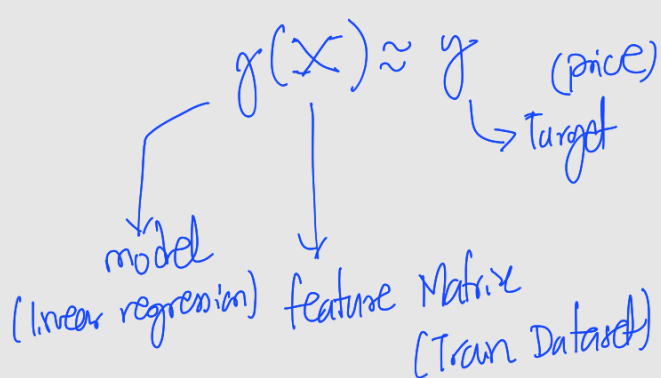 g(X) ≈ y
(price)
Target
model
(linear regression)
feature Matrix
(Train Dataset)